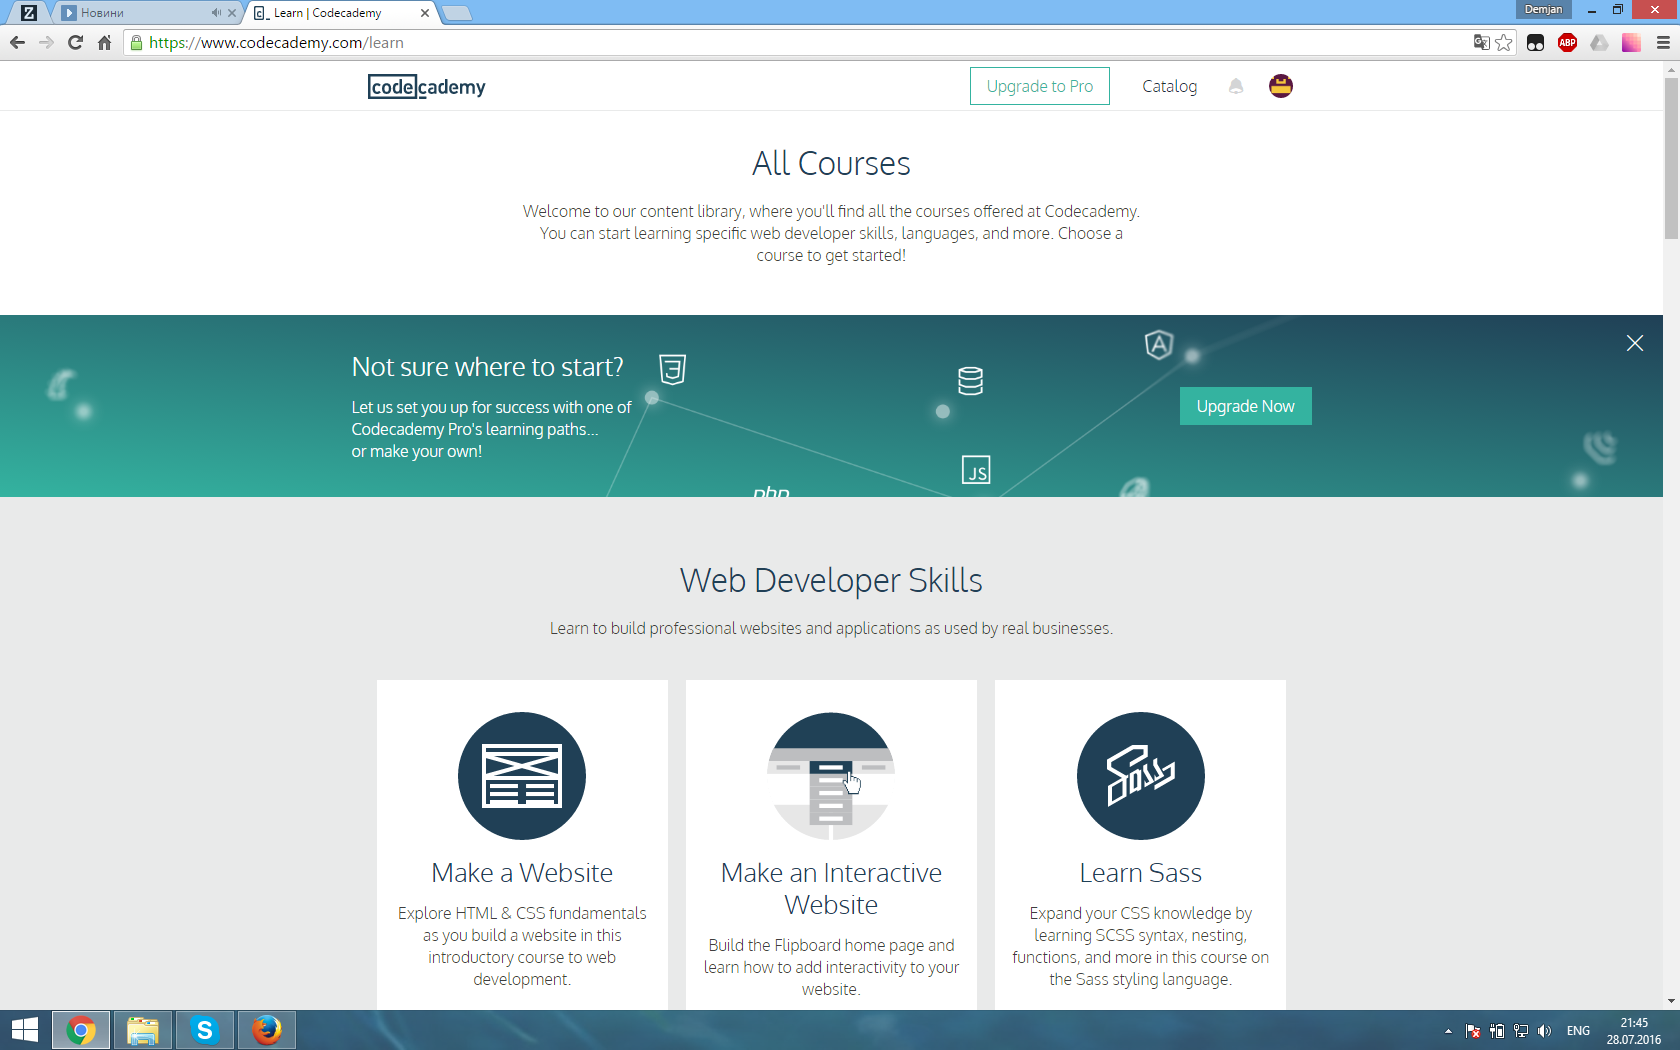 Z
Новини
c_ Learn | Codecademy
Demjan
https://www.codecademy.com/learn
ABP
codecademy
Upgrade to Pro
Catalog
All Courses
Welcome to our content library, where you'll find all the courses offered at Codecademy.
You can start learning specific web developer skills, languages, and more. Choose a
course to get started!
Not sure where to start?
Let us set you up for success with one of
Codecademy Pro's learning paths...
or make your own!
3
A
JS
php
Upgrade Now
Web Developer Skills
Learn to build professional websites and applications as used by real businesses.
Sass
Make a Website
Explore HTML & CSS fundamentals
as you build a website in this
introductory course to web
development.
Make an Interactive
Website
Build the Flipboard home page and
learn how to add interactivity to your
website.
Learn Sass
Expand your CSS knowledge by
learning SCSS syntax, nesting,
functions, and more in this course on
the Sass styling language.
S
ENG
21:45
28.07.2016